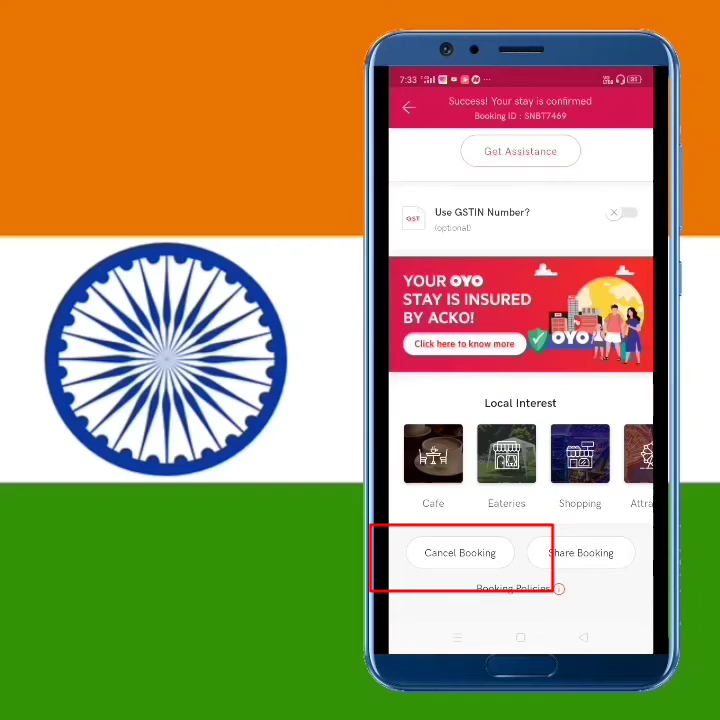 7:33
Success! Your stay is confirmed
Booking ID : SNBT7469
Get Assistance
GST
Use GSTIN Number?
(optional)
YOUR OYO
STAY IS INSURED
BY ACKO!
Click here to know more
OYO
Local Interest
Cafe
Eateries
Shopping
Attra
Cancel Booking
Share Booking
Booking Policies